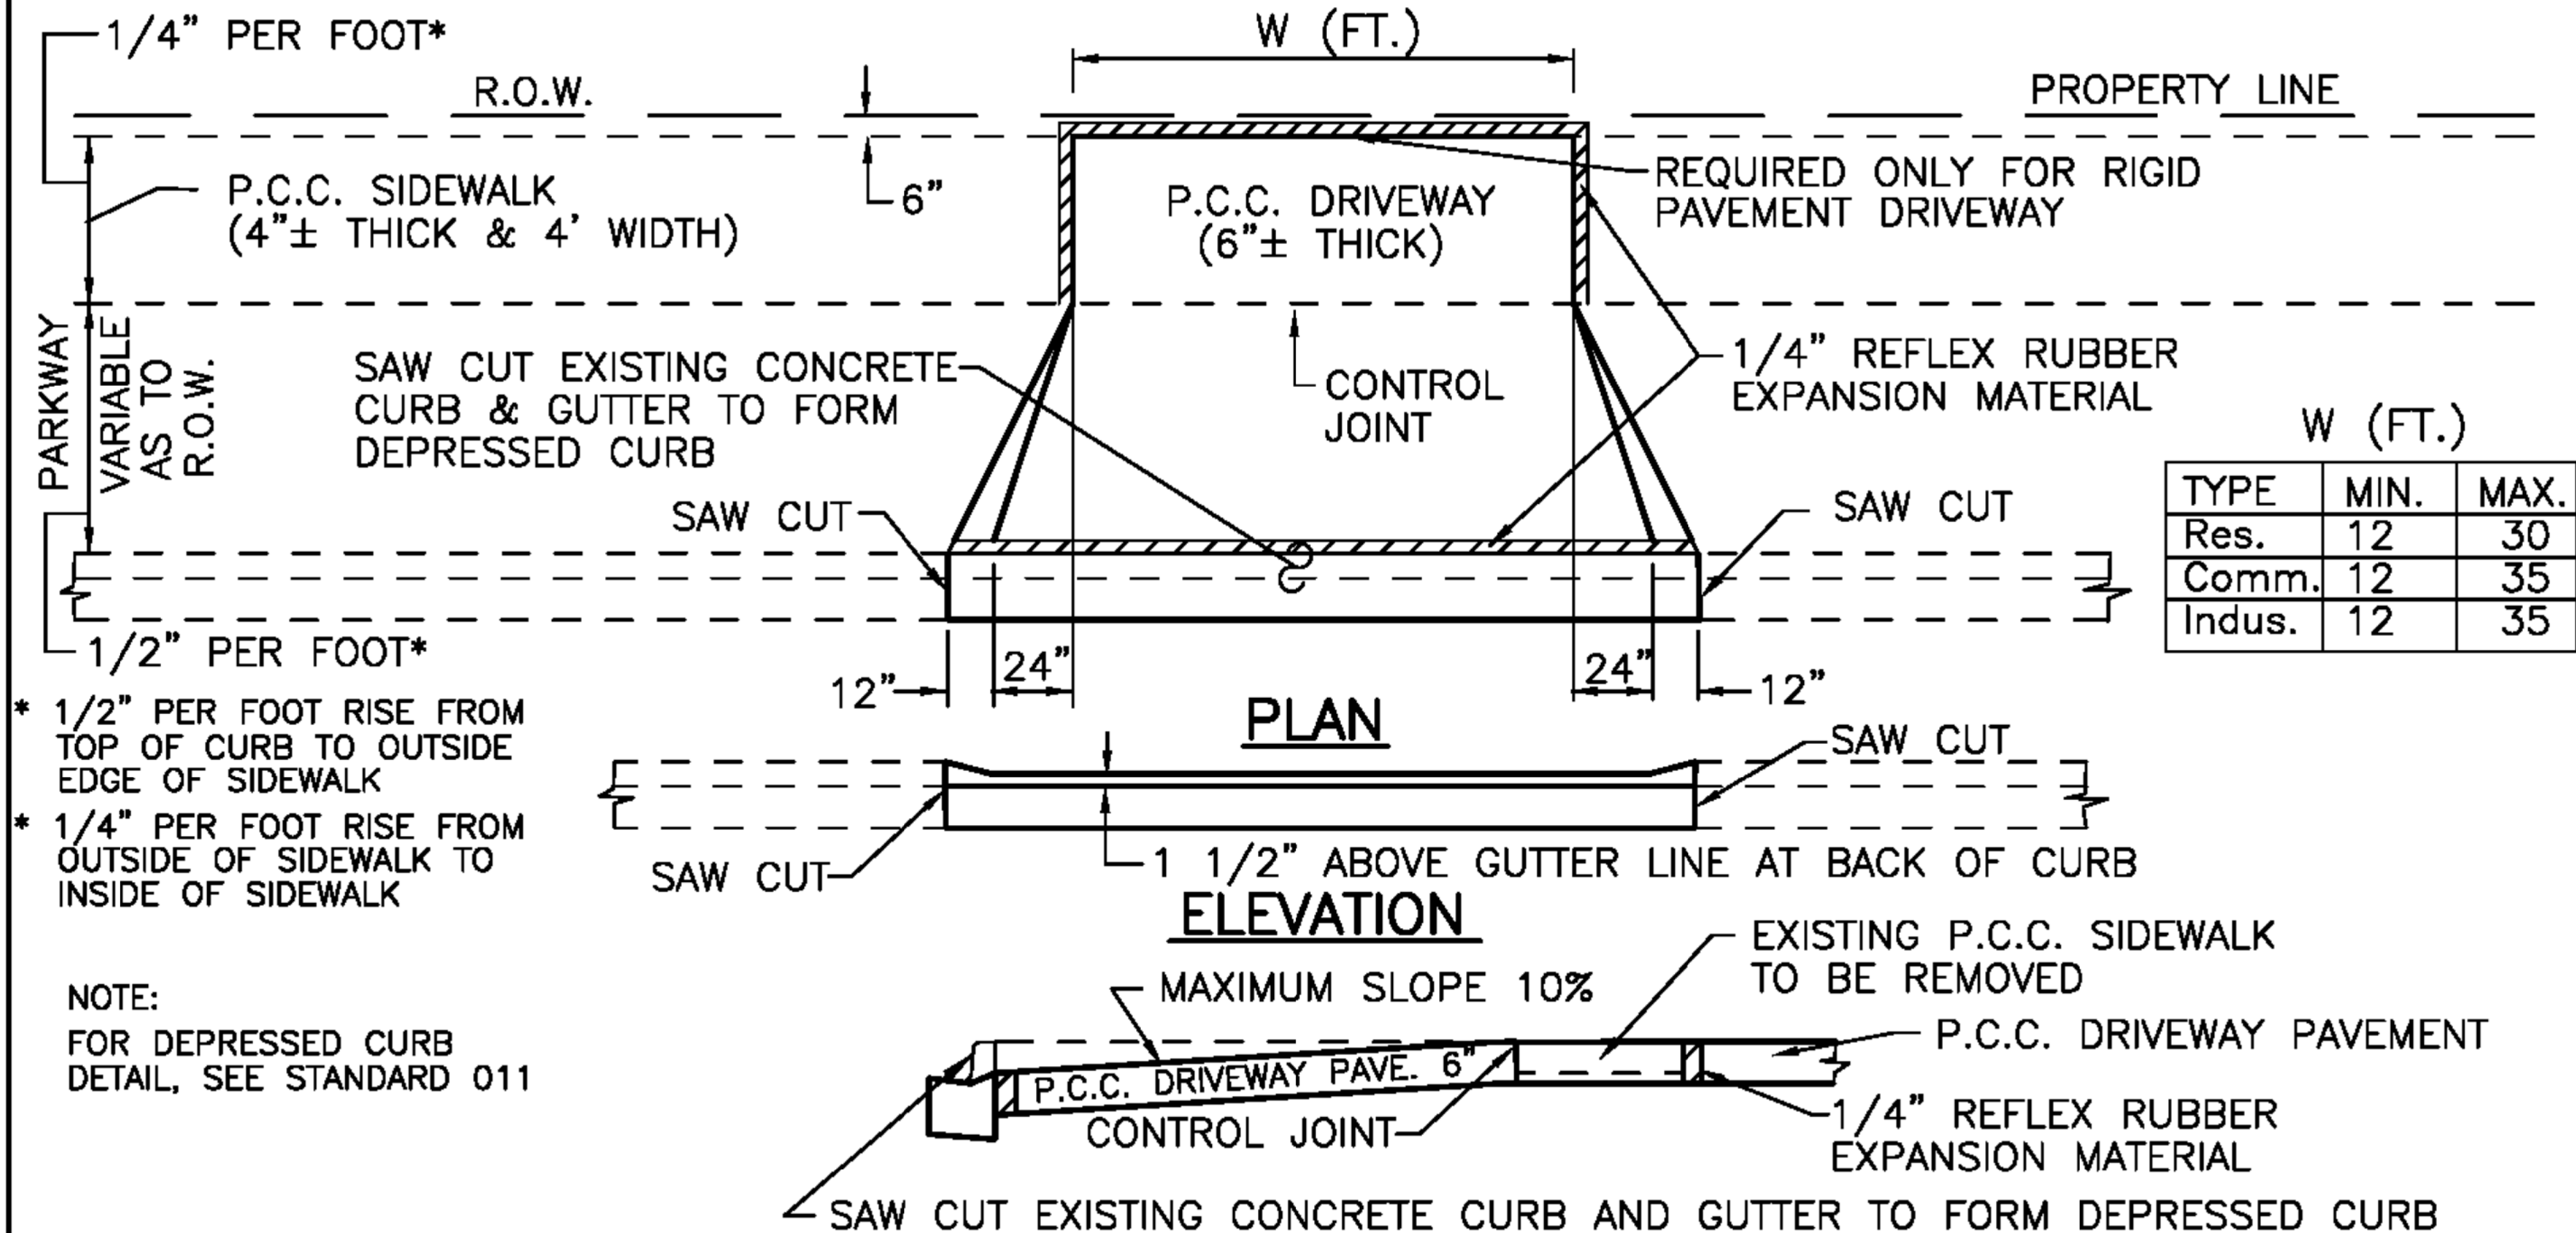 1/4" PER FOOT*
W (FT.)
R.O.W.
PROPERTY LINE
P.C.C. SIDEWALK
(4"± THICK & 4' WIDTH)
6"
P.C.C. DRIVEWAY
(6"± THICK)
REQUIRED ONLY FOR RIGID
PAVEMENT DRIVEWAY
PARKWAY
VARIABLE
AS TO
R.O.W.
SAW CUT EXISTING CONCRETE
CURB & GUTTER TO FORM
DEPRESSED CURB
CONTROL
JOINT
1/4" REFLEX RUBBER
EXPANSION MATERIAL
SAW CUT
SAW CUT
W (FT.)
TYPE MIN. MAX.
Res. 12 30
Comm. 12 35
Indus. 12 35
1/2" PER FOOT*
12"
24"
24"
12"
PLAN
* 1/2" PER FOOT RISE FROM
TOP OF CURB TO OUTSIDE
EDGE OF SIDEWALK
* 1/4" PER FOOT RISE FROM
OUTSIDE OF SIDEWALK TO
INSIDE OF SIDEWALK
SAW CUT
SAW CUT
1 1/2" ABOVE GUTTER LINE AT BACK OF CURB
ELEVATION
NOTE:
FOR DEPRESSED CURB
DETAIL, SEE STANDARD 011
MAXIMUM SLOPE 10%
EXISTING P.C.C. SIDEWALK
TO BE REMOVED
P.C.C. DRIVEWAY PAVEMENT
P.C.C. DRIVEWAY PAVE. 6"
CONTROL JOINT
1/4" REFLEX RUBBER
EXPANSION MATERIAL
SAW CUT EXISTING CONCRETE CURB AND GUTTER TO FORM DEPRESSED CURB